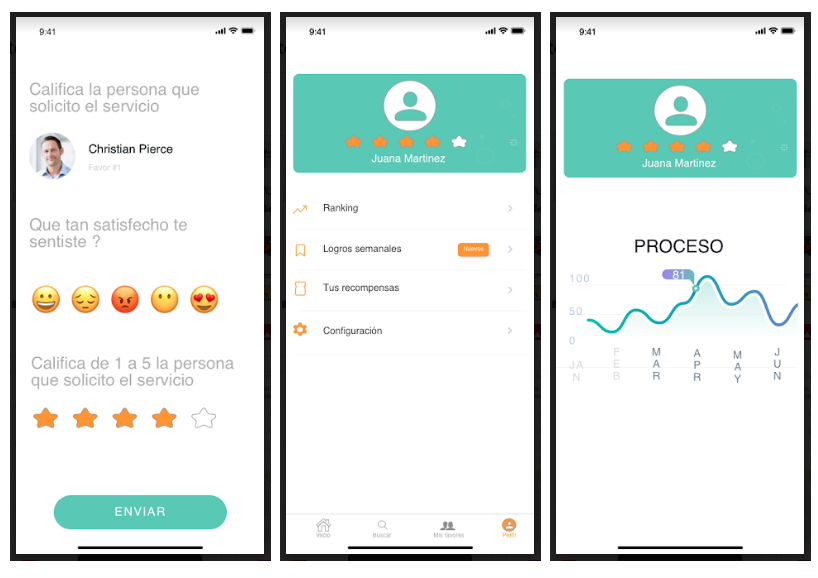 9:41
Califica la persona que
solicito el servicio
Christian Pierce
Favor #1
Que tan satisfecho te
sentiste ?
Califica de 1 a 5 la persona
que solicito el servicio
ENVIAR
9:41
Juana Martinez
Ranking
Logros semanales
Nuevos
Tus recompensas
Configuración
Inicio
Buscar
Mis favores
Perfil
9:41
Juana Martinez
PROCESO
81
100
50
0
JAN
FEB
MAR
APR
MAY
JUN